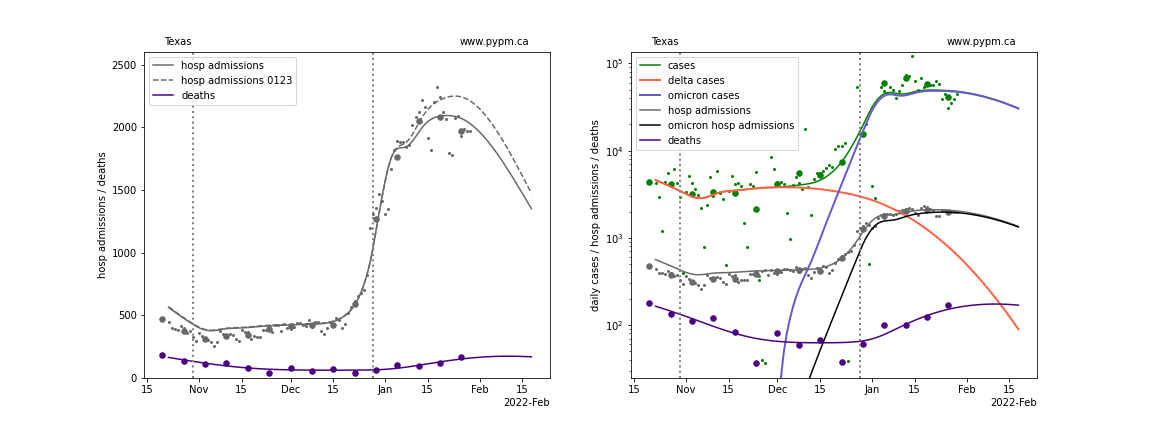 Texas
www.pypm.ca
hosp admissions
hosp admissions 0123
deaths
hosp admissions / deaths
2500
2000
1500
1000
500
0
15
Nov
15
Dec
Jan
15
Feb
15
2022-Feb
Texas
www.pypm.ca
cases
delta cases
omicron cases
hosp admissions
omicron hosp admissions
deaths
daily cases / hosp admissions / deaths
10^5
10^4
10^3
10^2
15
Nov
15
Dec
15
Jan
15
Feb
15
2022-Feb